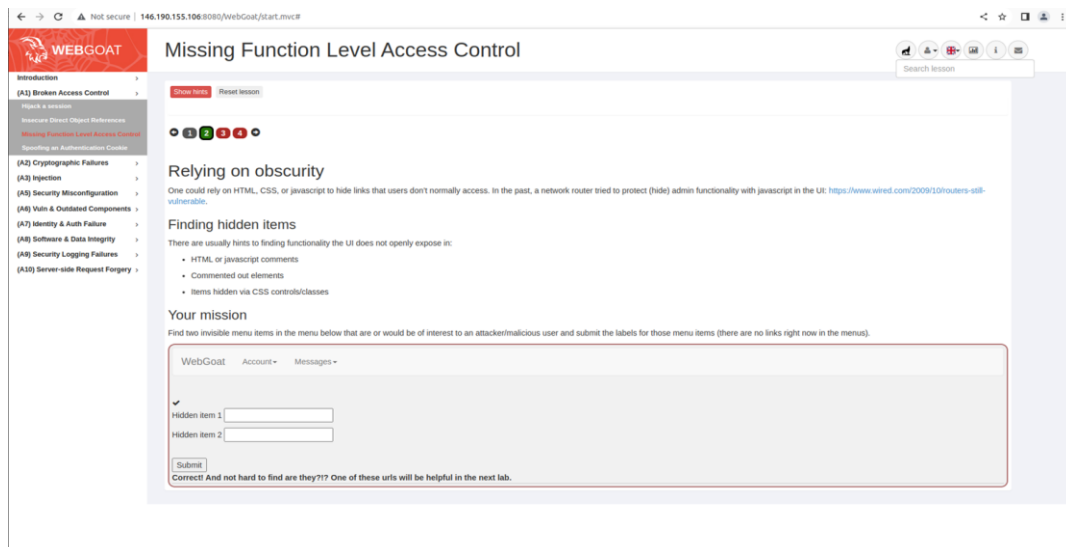 Not secure | 146.190.155.106:8080/WebGoat/start.mvc#
WEBGOAT
Missing Function Level Access Control
Search lesson
Introduction
(A1) Broken Access Control
Hijack a session
Insecure Direct Object References
Missing Function Level Access Control
Spoofing an Authentication Cookie
(A2) Cryptographic Failures
(A3) Injection
(A5) Security Misconfiguration
(A6) Vuln & Outdated Components
(A7) Identity & Auth Failure
(A8) Software & Data Integrity
(A9) Security Logging Failures
(A10) Server-side Request Forgery
Show hints Reset lesson
1 2 3 4
Relying on obscurity
One could rely on HTML, CSS, or javascript to hide links that users don't normally access. In the past, a network router tried to protect (hide) admin functionality with javascript in the UI: https://www.wired.com/2009/10/routers-still-
vulnerable.
Finding hidden items
There are usually hints to finding functionality the UI does not openly expose in:
• HTML or javascript comments
• Commented out elements
• Items hidden via CSS controls/classes
Your mission
Find two invisible menu items in the menu below that are or would be of interest to an attacker/malicious user and submit the labels for those menu items (there are no links right now in the menus).
WebGoat Account Messages
Hidden item 1
Hidden item 2
Submit
Correct! And not hard to find are they?!? One of these urls will be helpful in the next lab.